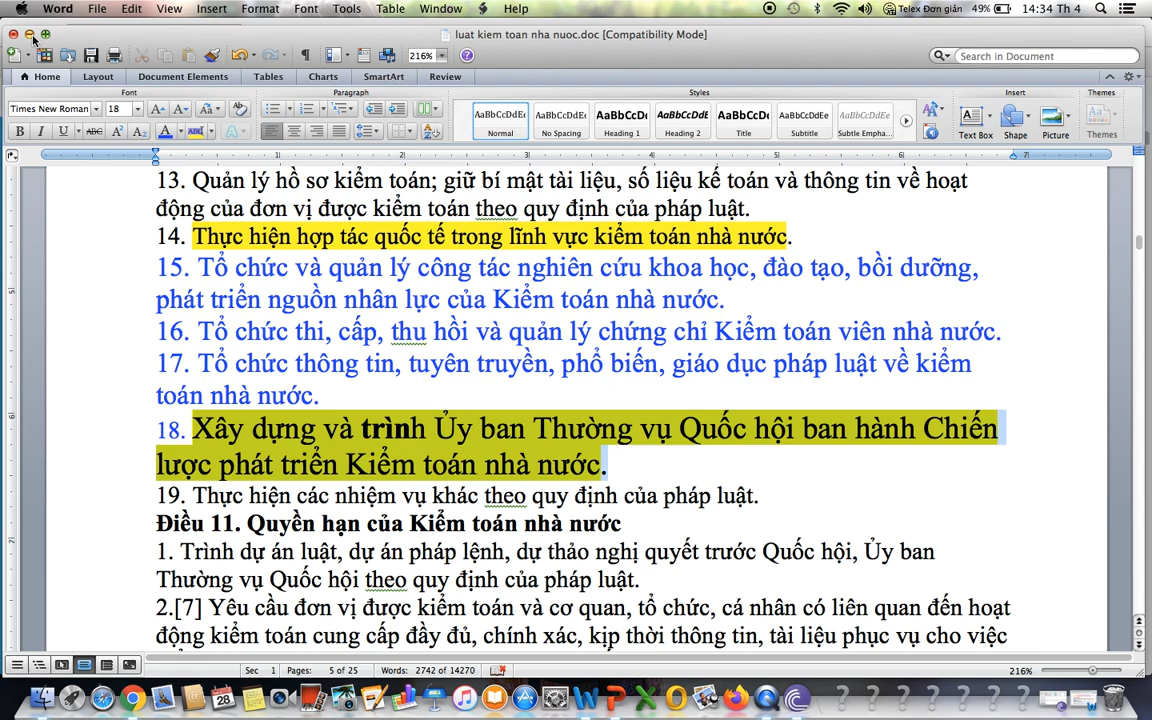 Word File Edit View Insert Format Font Tools Table Window Help Telex Đơn giản 49% 14:34 Th 4
luat kiem toan nha nuoc.doc [Compatibility Mode]
216% Search in Document
Home Layout Document Elements Tables Charts SmartArt Review
Font Paragraph Styles Insert Themes
Times New Roman 18
AaBbCcDdEe AaBbCcDdEe AaBbCcDd AaBbCcDdE AaBbCcDd AaBbCcDdEe AaBbCcDdEe
Normal No Spacing Heading 1 Heading 2 Title Subtitle Subtle Empha... Text Box Shape Picture Themes
13. Quản lý hồ sơ kiểm toán; giữ bí mật tài liệu, số liệu kế toán và thông tin về hoạt
động của đơn vị được kiểm toán theo quy định của pháp luật.
14. Thực hiện hợp tác quốc tế trong lĩnh vực kiểm toán nhà nước.
15. Tổ chức và quản lý công tác nghiên cứu khoa học, đào tạo, bồi dưỡng,
phát triển nguồn nhân lực của Kiểm toán nhà nước.
16. Tổ chức thi, cấp, thu hồi và quản lý chứng chỉ Kiểm toán viên nhà nước.
17. Tổ chức thông tin, tuyên truyền, phổ biến, giáo dục pháp luật về kiểm
toán nhà nước.
18. Xây dựng và trình Ủy ban Thường vụ Quốc hội ban hành Chiến
lược phát triển Kiểm toán nhà nước.
19. Thực hiện các nhiệm vụ khác theo quy định của pháp luật.
Điều 11. Quyền hạn của Kiểm toán nhà nước
1. Trình dự án luật, dự án pháp lệnh, dự thảo nghị quyết trước Quốc hội, Ủy ban
Thường vụ Quốc hội theo quy định của pháp luật.
2.[7] Yêu cầu đơn vị được kiểm toán và cơ quan, tổ chức, cá nhân có liên quan đến hoạt
động kiểm toán cung cấp đầy đủ, chính xác, kịp thời thông tin, tài liệu phục vụ cho việc
Sec 1 Pages: 5 of 25 Words: 2742 of 14270 216%